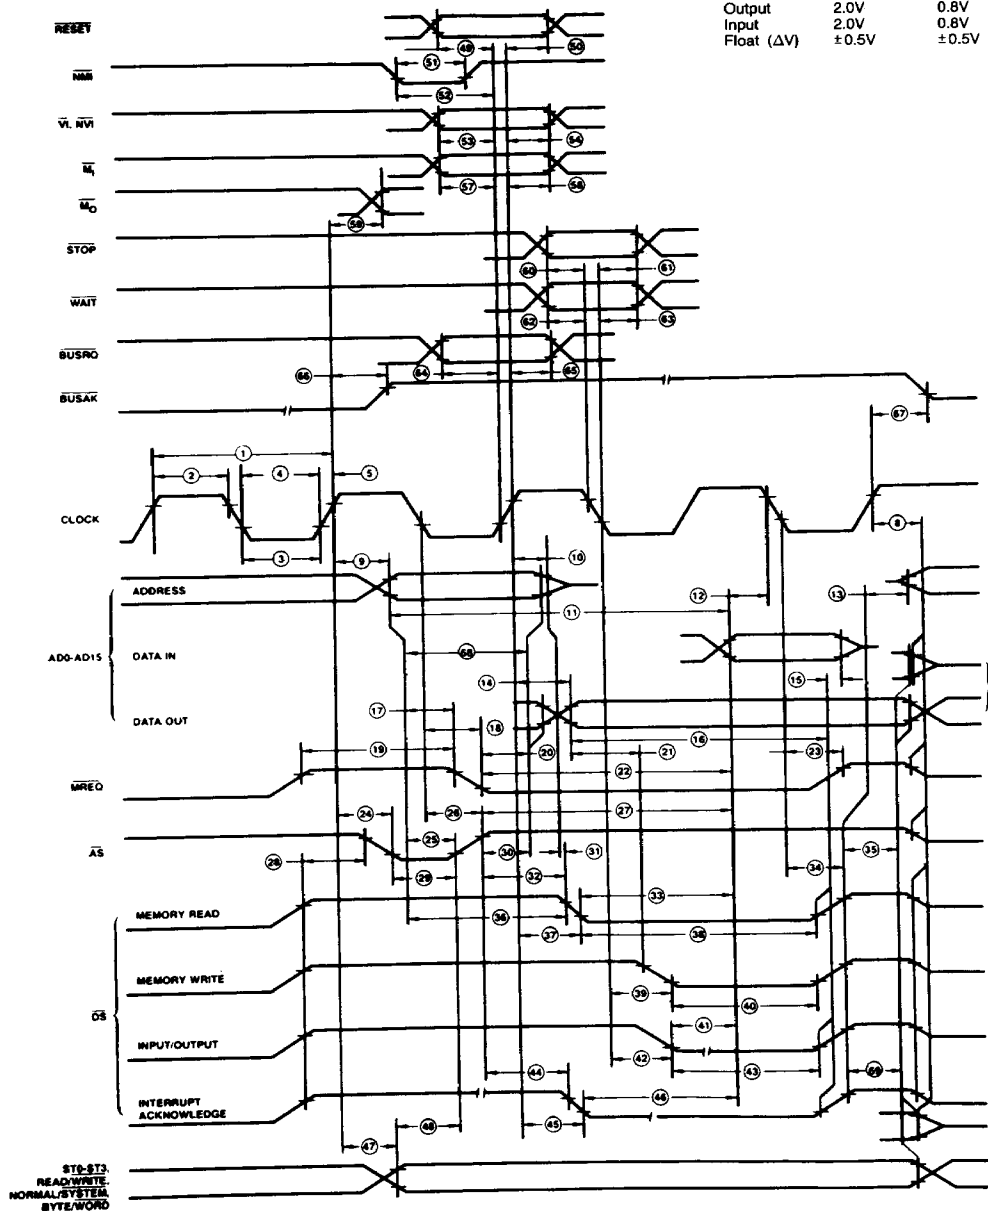 Output 2.0V 0.8V
Input 2.0V 0.8V
Float (ΔV) ±0.5V ±0.5V
RESET
49 50
51
NMI
52
VI, NVI
53 54
M̅I
57 58
M̅O
59
STOP
60 61
WAIT
62 63
BUSRQ
66 64 65
BUSAK
67
1
2 4 5
CLOCK
8
3 9 10
ADDRESS
11 12 13
AD0-AD15
DATA IN
14 15
17
DATA OUT
18 16
19 20 21 23
22
MREQ
24 26 27
AS
25 35
28 30 31 34
29 32
33
MEMORY READ
36
37 38
MEMORY WRITE
39 40
DS
41
INPUT/OUTPUT
42
44 43
46
INTERRUPT
ACKNOWLEDGE
48 45
47
ST0-ST3,
READ/WRITE,
NORMAL/SYSTEM,
BYTE/WORD